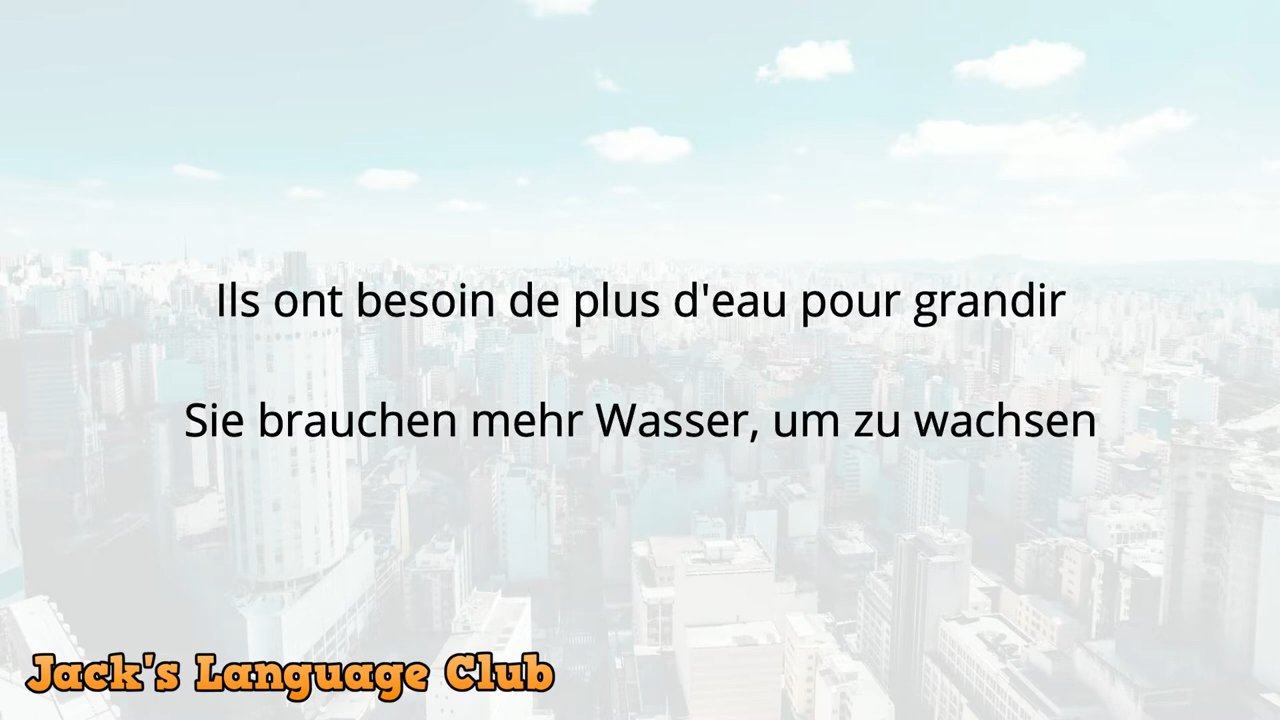 Ils ont besoin de plus d'eau pour grandir
Sie brauchen mehr Wasser, um zu wachsen
Jack's Language Club